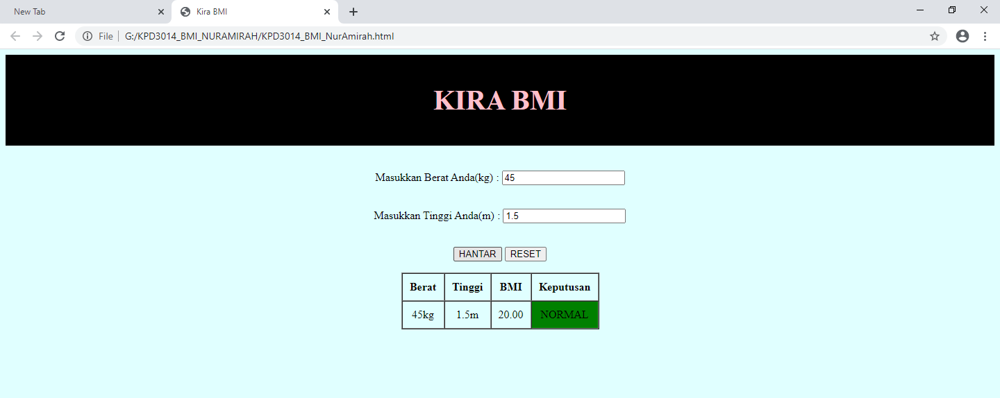 New Tab
Kira BMI
File
G:/KPD3014_BMI_NURAMIRAH/KPD3014_BMI_NurAmirah.html
KIRA BMI
Masukkan Berat Anda(kg) : 45
Masukkan Tinggi Anda(m) : 1.5
HANTAR RESET
Berat Tinggi BMI Keputusan
45kg 1.5m 20.00 NORMAL